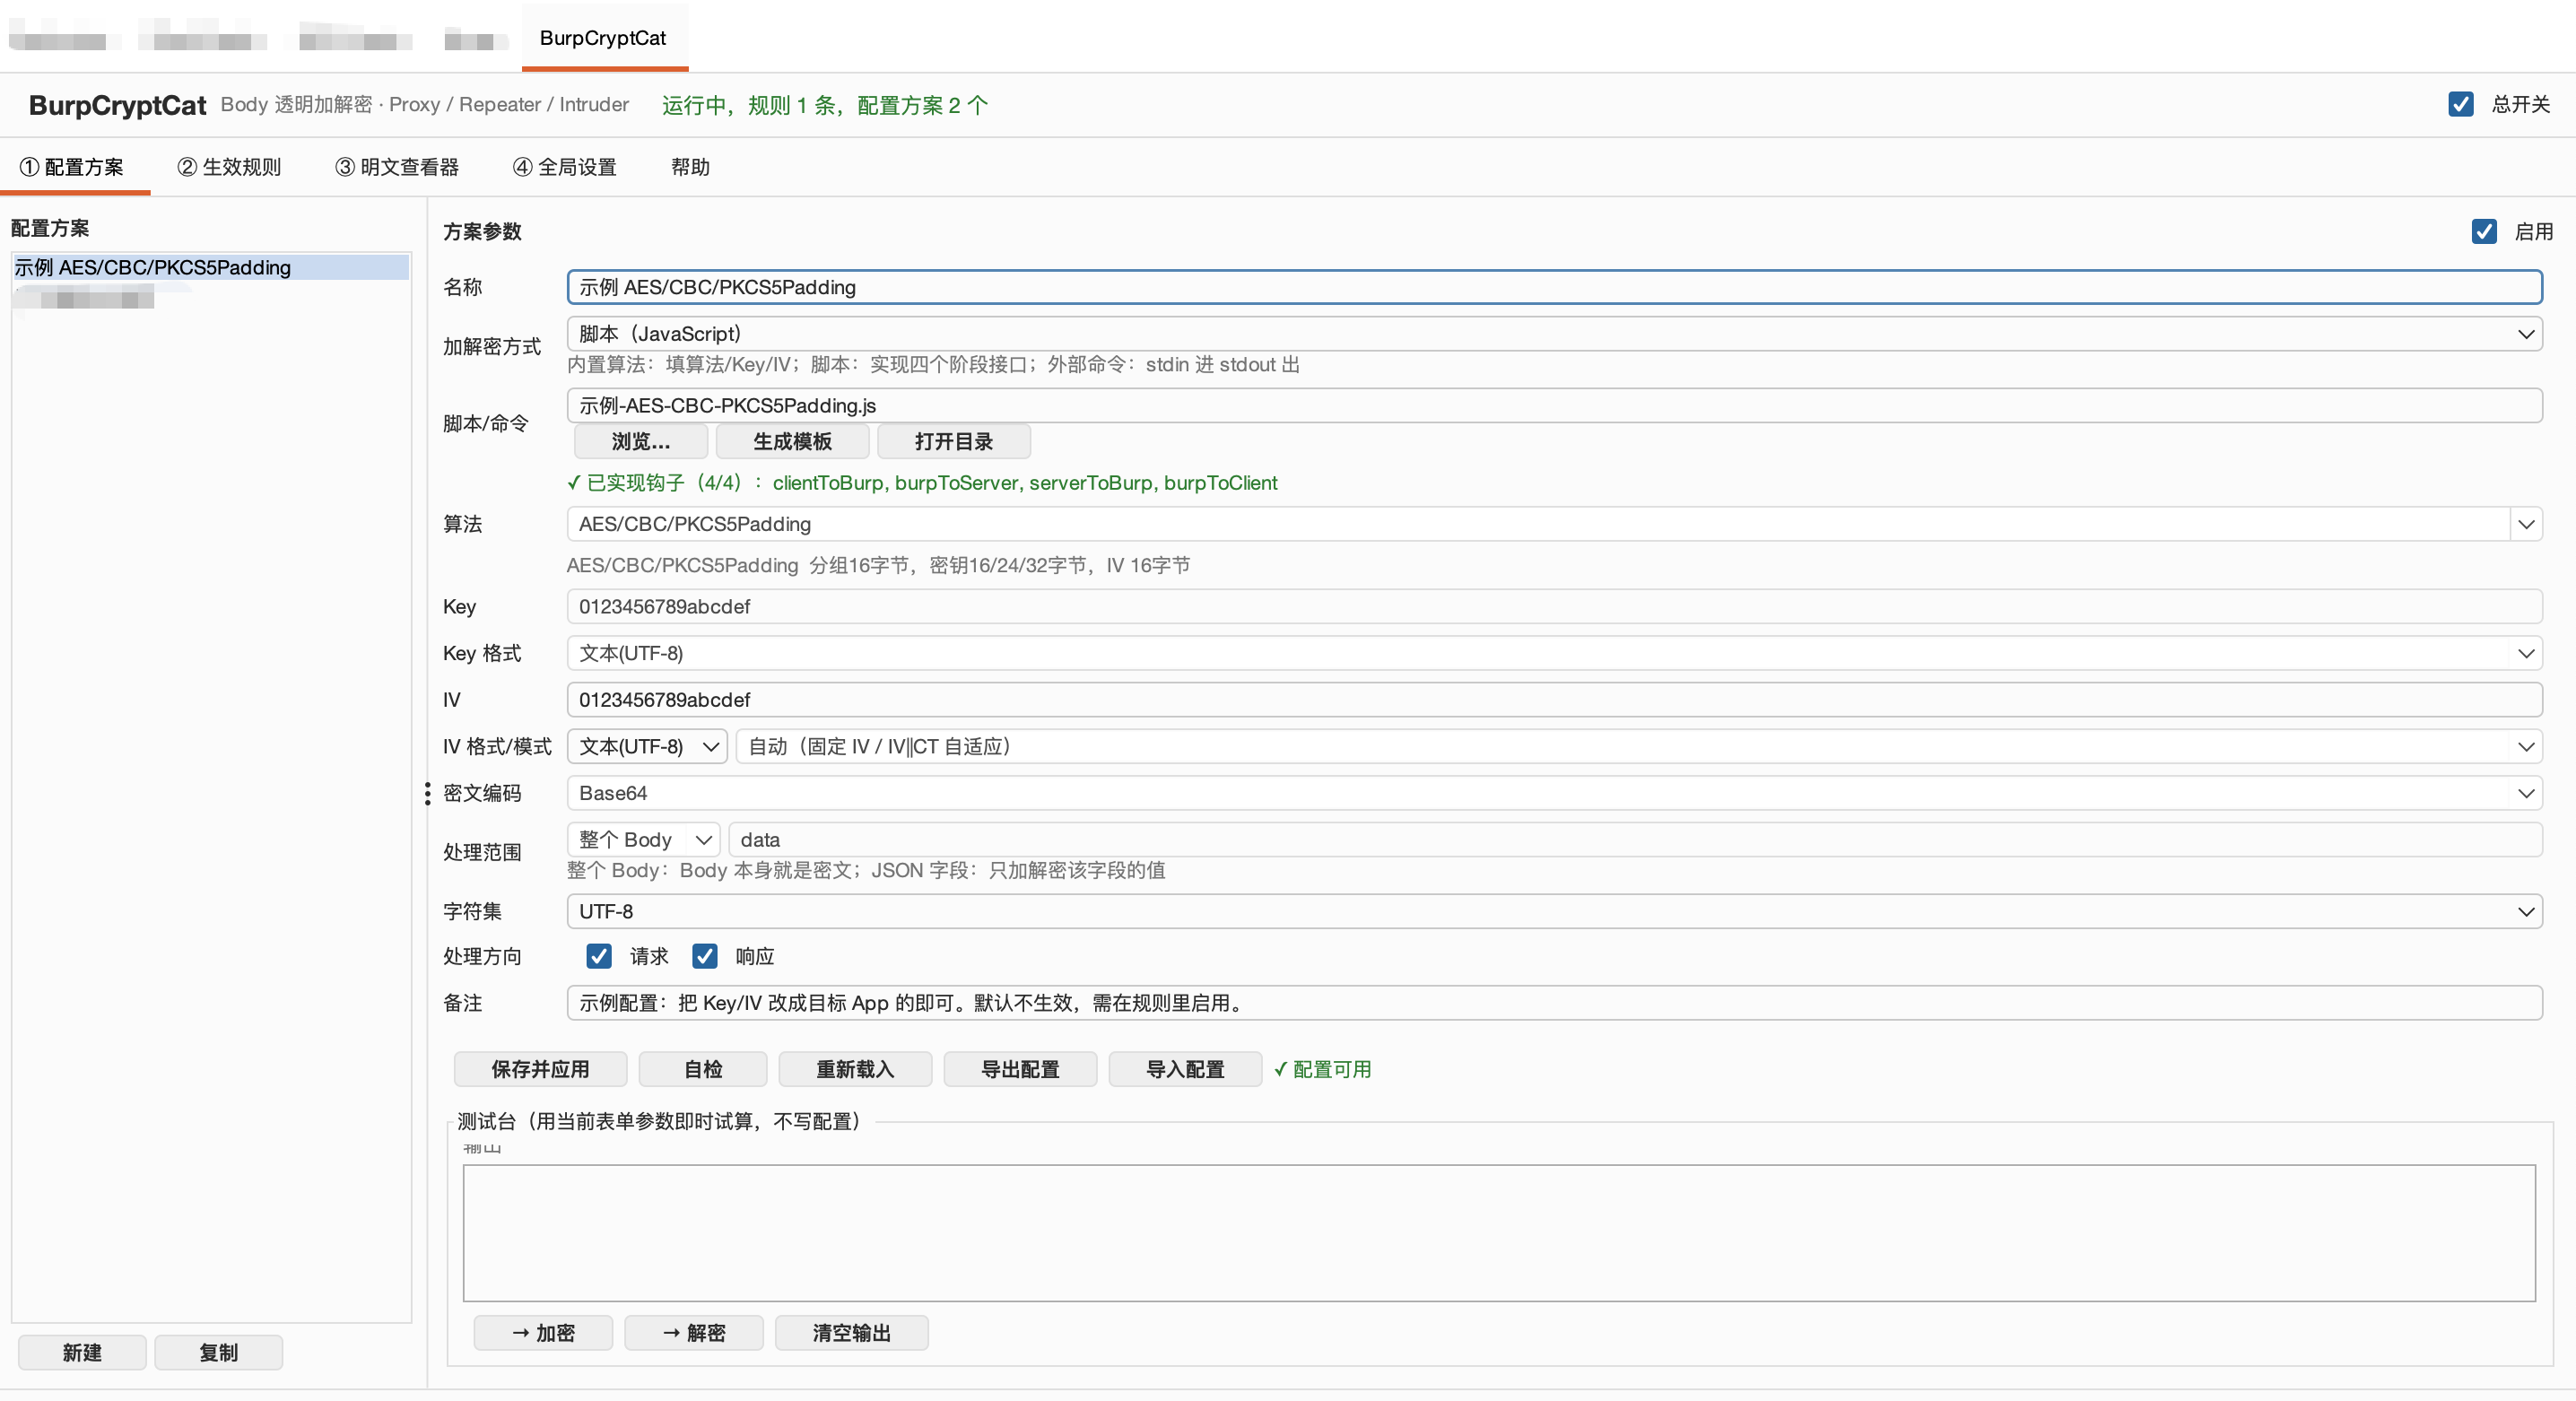 BurpCryptCat
BurpCryptCat Body 透明加解密 · Proxy / Repeater / Intruder 运行中，规则 1 条，配置方案 2 个 总开关
① 配置方案 ② 生效规则 ③ 明文查看器 ④ 全局设置 帮助
配置方案
示例 AES/CBC/PKCS5Padding
新建 复制
方案参数 启用
名称 示例 AES/CBC/PKCS5Padding
加解密方式 脚本（JavaScript）
内置算法：填算法/Key/IV；脚本：实现四个阶段接口；外部命令：stdin 进 stdout 出
脚本/命令 示例-AES-CBC-PKCS5Padding.js
浏览... 生成模板 打开目录
✓ 已实现钩子（4/4）：clientToBurp, burpToServer, serverToBurp, burpToClient
算法 AES/CBC/PKCS5Padding
AES/CBC/PKCS5Padding 分组16字节，密钥16/24/32字节，IV 16字节
Key 0123456789abcdef
Key 格式 文本(UTF-8)
IV 0123456789abcdef
IV 格式/模式 文本(UTF-8) 自动（固定 IV / IV||CT 自适应）
密文编码 Base64
处理范围 整个 Body data
整个 Body：Body 本身就是密文；JSON 字段：只加解密该字段的值
字符集 UTF-8
处理方向 请求 响应
备注 示例配置：把 Key/IV 改成目标 App 的即可。默认不生效，需在规则里启用。
保存并应用 自检 重新载入 导出配置 导入配置 ✓ 配置可用
测试台（用当前表单参数即时试算，不写配置）
输出
→ 加密 → 解密 清空输出